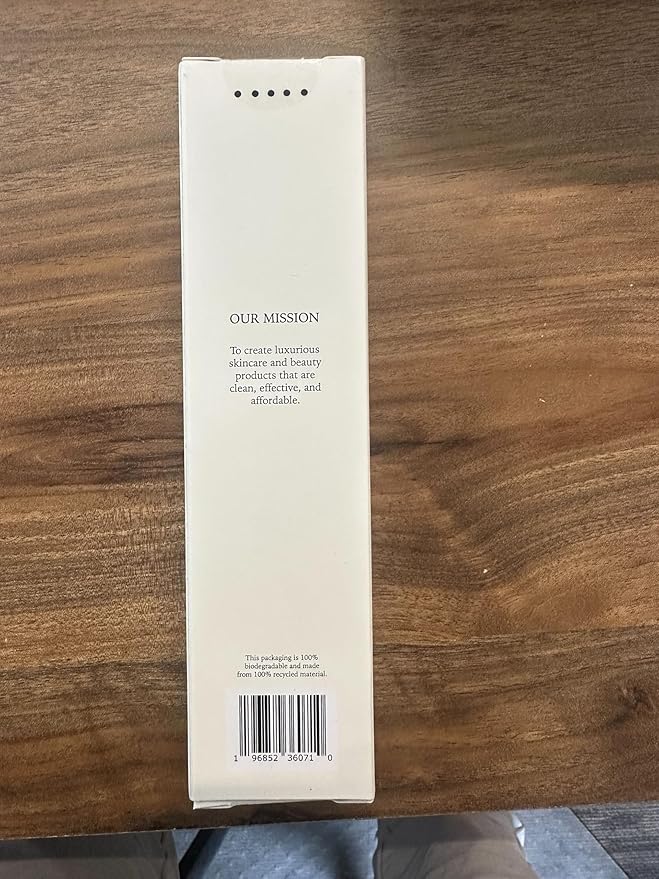 OUR MISSION
To create luxurious
skincare and beauty
products that are
clean, effective, and
affordable.
This packaging is 100%
biodegradable and made
from 100% recycled material.
1 96852 36071 0